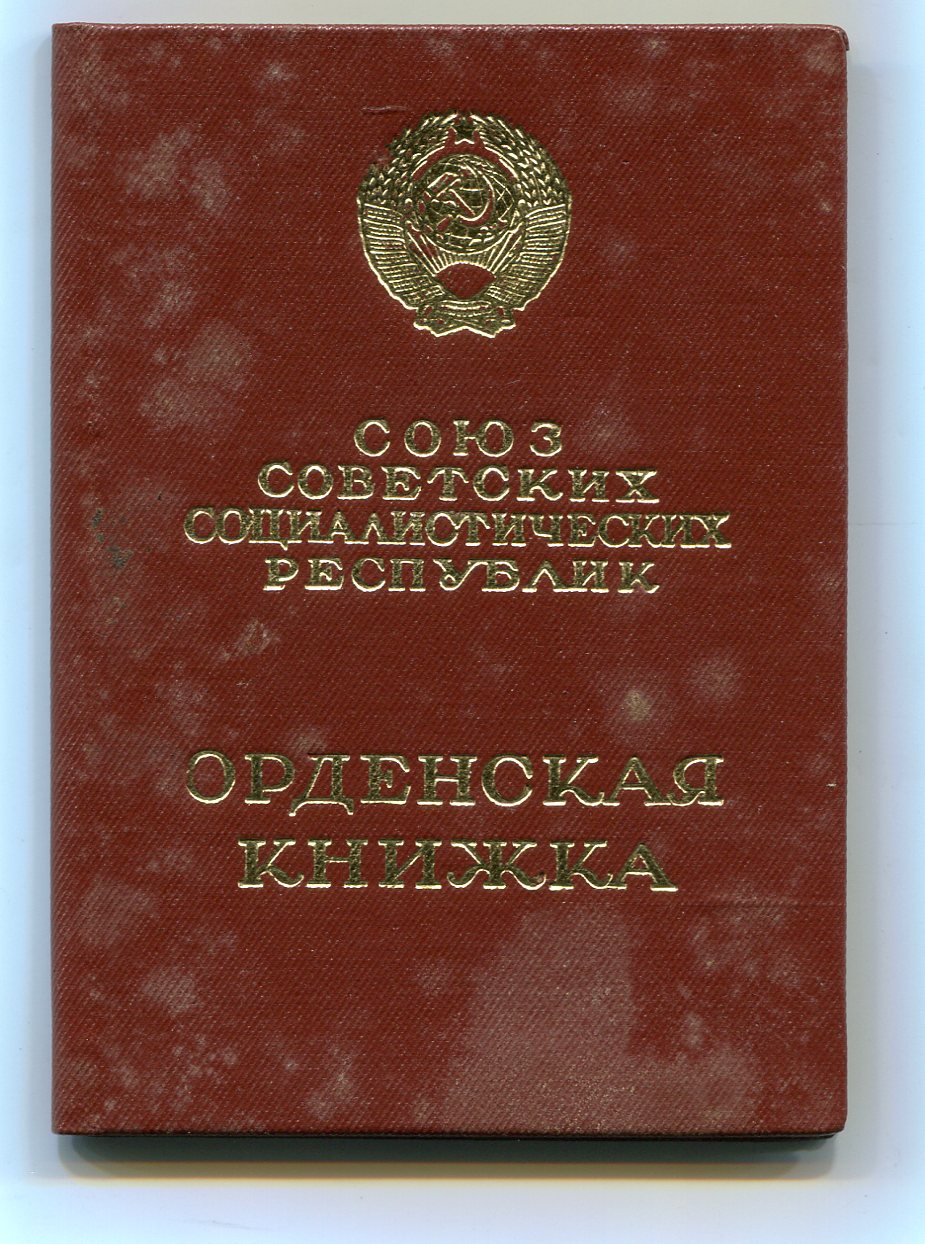 СОЮЗ
СОВЕТСКИХ
СОЦИАЛИСТИЧЕСКИХ
РЕСПУБЛИК
ОРДЕНСКАЯ
КНИЖКА